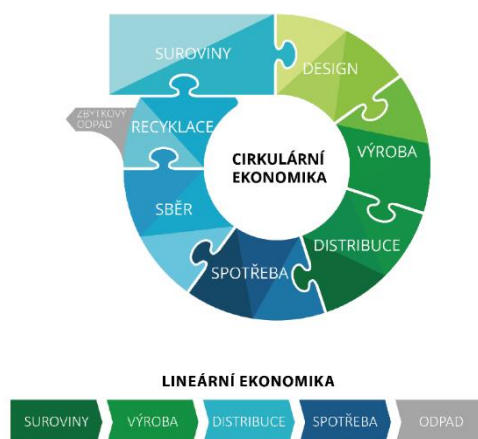 SUROVINY
DESIGN
VÝROBA
DISTRIBUCE
SPOTŘEBA
SBĚR
RECYKLACE
ZBYTKOVÝ
ODPAD
CIRKULÁRNÍ
EKONOMIKA
LINEÁRNÍ EKONOMIKA
SUROVINY
VÝROBA
DISTRIBUCE
SPOTŘEBA
ODPAD